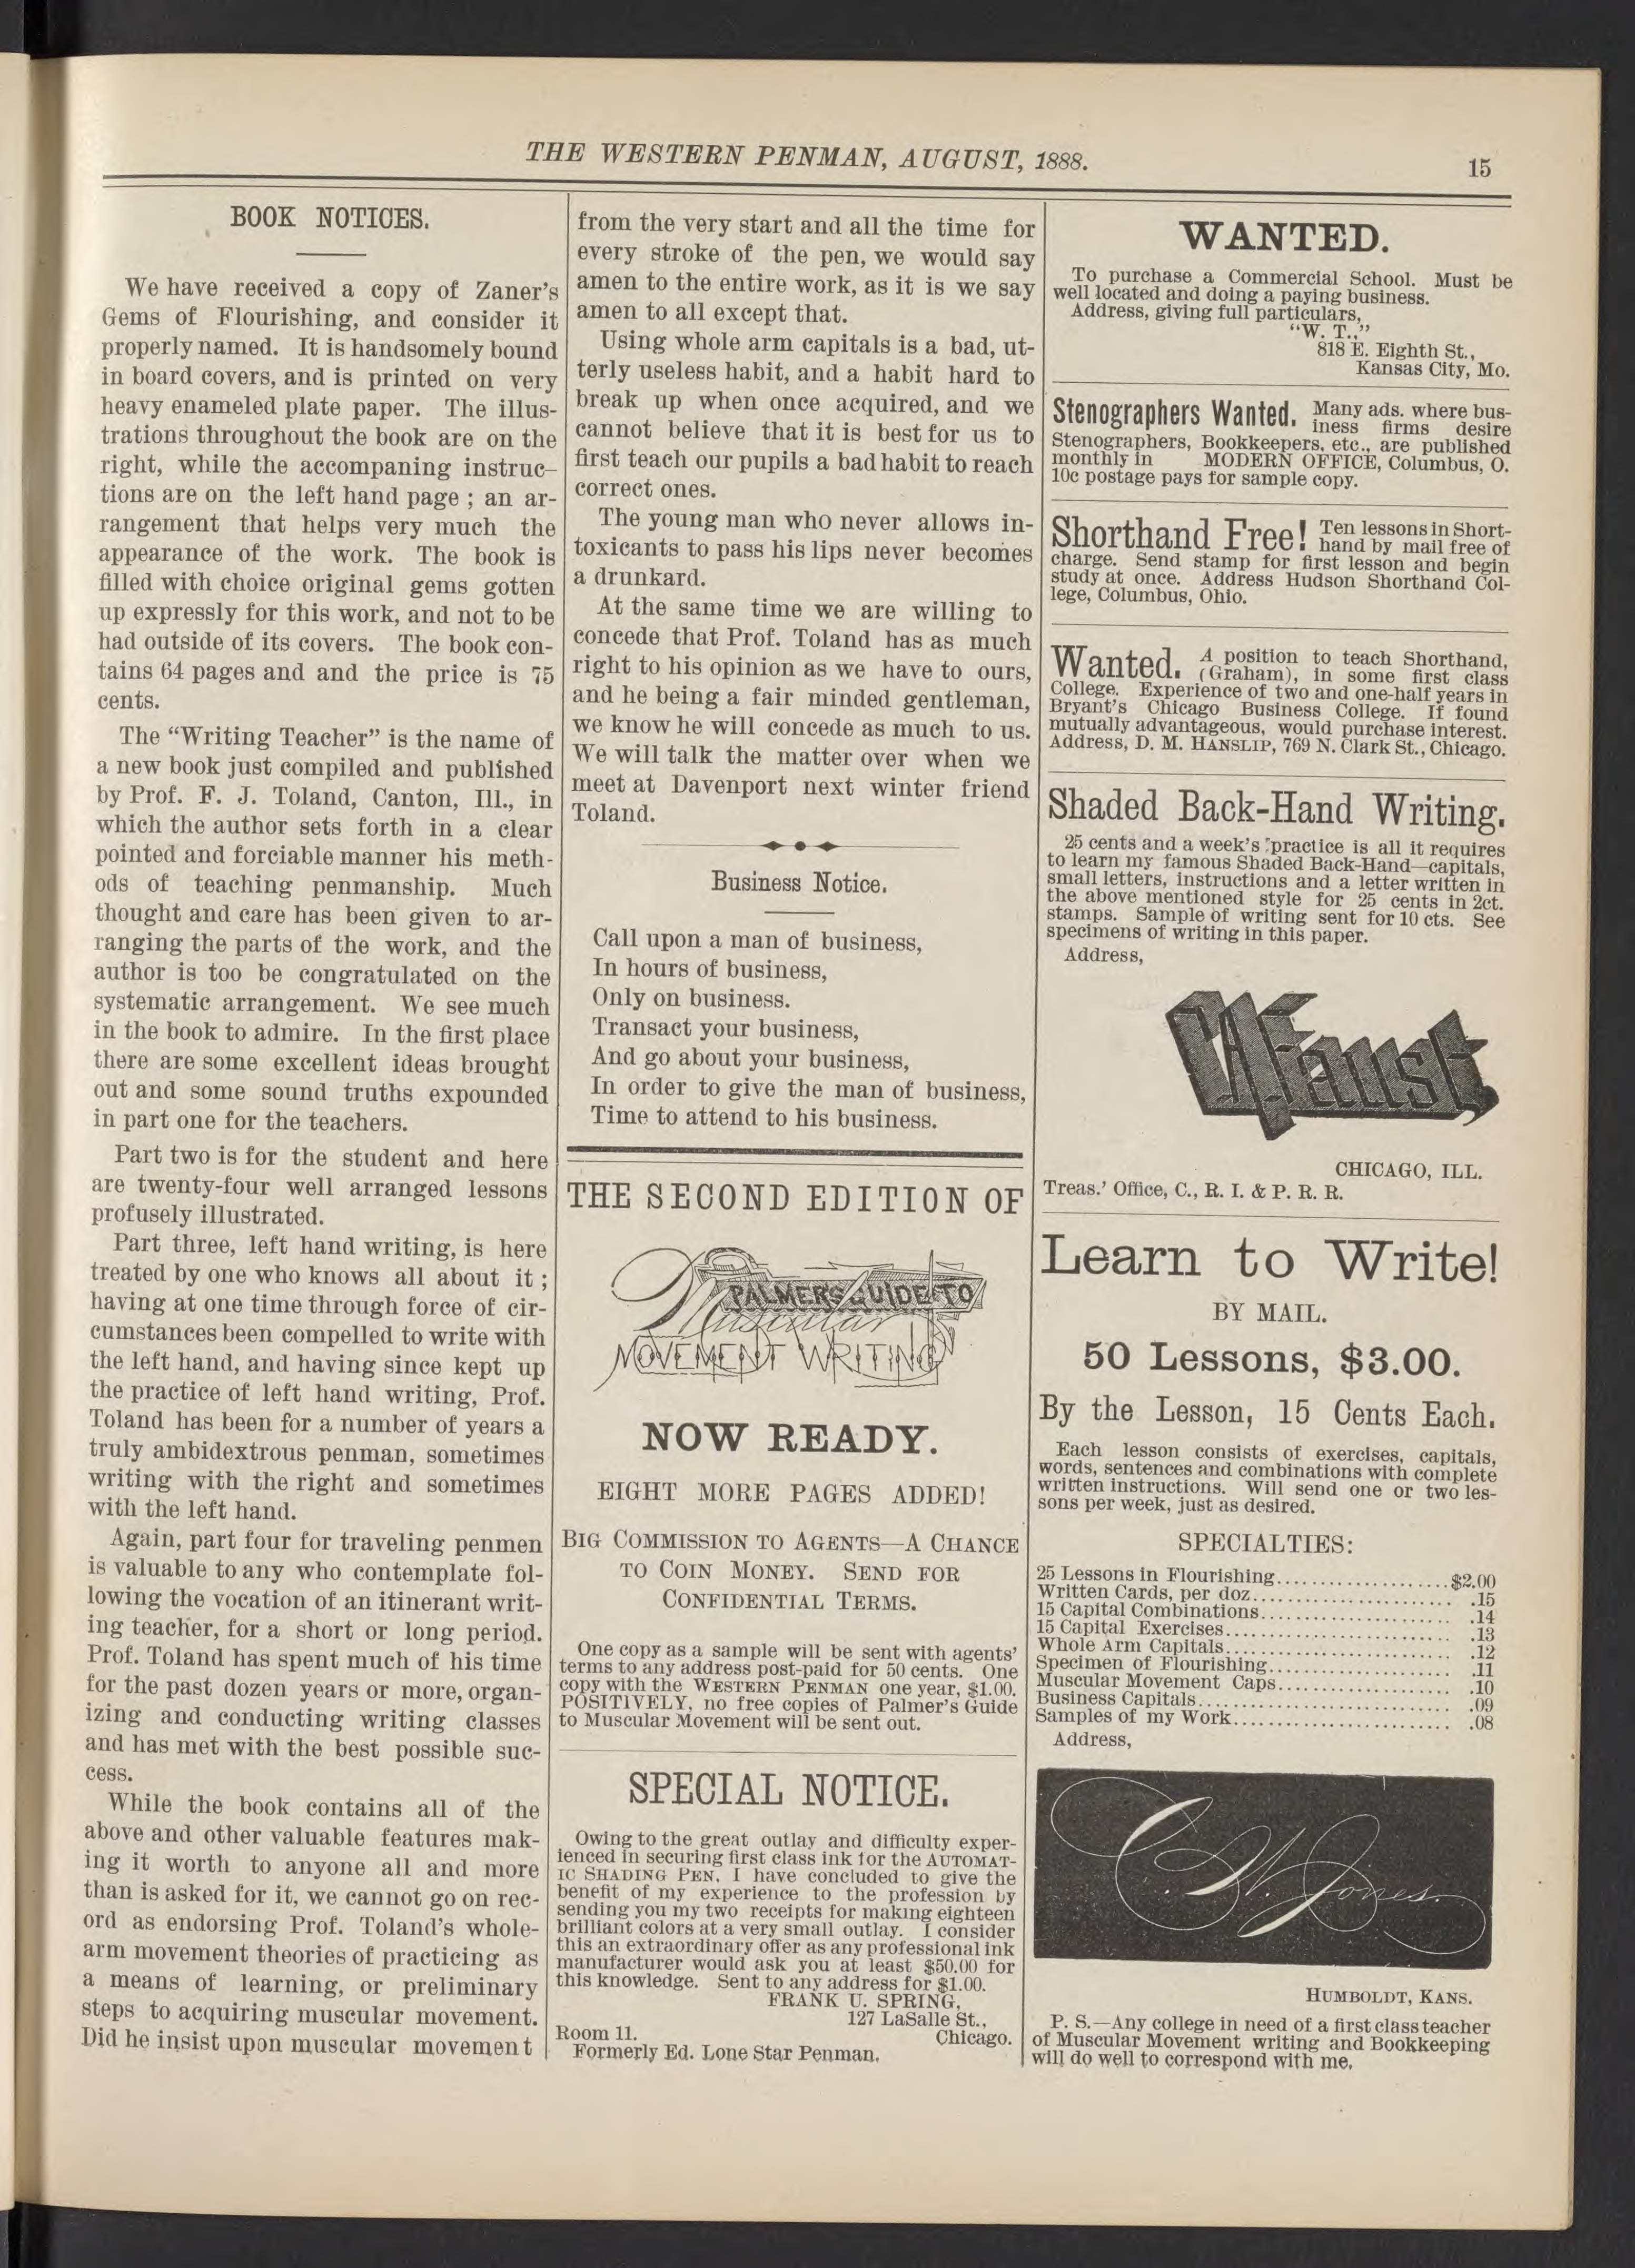 THE WESTERN PENMAN, AUGUST, 1888.
15
BOOK NOTICES.
We have received a copy of Zaner's
Gems of Flourishing, and consider it
properly named. It is handsomely bound
in board covers, and is printed on very
heavy enameled plate paper. The illus-
trations throughout the book are on the
right, while the accompaning instruc-
tions are on the left hand page ; an ar-
rangement that helps very much the
appearance of the work. The book is
filled with choice original gems gotten
up expressly for this work, and not to be
had outside of its covers. The book con-
tains 64 pages and and the price is 75
cents.
The “Writing Teacher” is the name of
a new book just compiled and published
by Prof. F. J. Toland, Canton, Ill., in
which the author sets forth in a clear
pointed and forciable manner his meth-
ods of teaching penmanship. Much
thought and care has been given to ar-
ranging the parts of the work, and the
author is too be congratulated on the
systematic arrangement. We see much
in the book to admire. In the first place
there are some excellent ideas brought
out and some sound truths expounded
in part one for the teachers.
Part two is for the student and here
are twenty-four well arranged lessons
profusely illustrated.
Part three, left hand writing, is here
treated by one who knows all about it ;
having at one time through force of cir-
cumstances been compelled to write with
the left hand, and having since kept up
the practice of left hand writing, Prof.
Toland has been for a number of years a
truly ambidextrous penman, sometimes
writing with the right and sometimes
with the left hand.
Again, part four for traveling penmen
is valuable to any who contemplate fol-
lowing the vocation of an itinerant writ-
ing teacher, for a short or long period.
Prof. Toland has spent much of his time
for the past dozen years or more, organ-
izing and conducting writing classes
and has met with the best possible suc-
cess.
While the book contains all of the
above and other valuable features mak-
ing it worth to anyone all and more
than is asked for it, we cannot go on rec-
ord as endorsing Prof. Toland's whole-
arm movement theories of practicing as
a means of learning, or preliminary
steps to acquiring muscular movement.
Did he insist upon muscular movement
from the very start and all the time for
every stroke of the pen, we would say
amen to the entire work, as it is we say
amen to all except that.
Using whole arm capitals is a bad, ut-
terly useless habit, and a habit hard to
break up when once acquired, and we
cannot believe that it is best for us to
first teach our pupils a bad habit to reach
correct ones.
The young man who never allows in-
toxicants to pass his lips never becomes
a drunkard.
At the same time we are willing to
concede that Prof. Toland has as much
right to his opinion as we have to ours,
and he being a fair minded gentleman,
we know he will concede as much to us.
We will talk the matter over when we
meet at Davenport next winter friend
Toland.
Business Notice.
Call upon a man of business,
In hours of business,
Only on business.
Transact your business,
And go about your business,
In order to give the man of business,
Time to attend to his business.
THE SECOND EDITION OF
PALMER'S GUIDE TO
Muscular
MOVEMENT WRITING
NOW READY.
EIGHT MORE PAGES ADDED!
BIG COMMISSION TO AGENTS—A CHANCE
TO COIN MONEY. SEND FOR
CONFIDENTIAL TERMS.
One copy as a sample will be sent with agents'
terms to any address post-paid for 50 cents. One
copy with the WESTERN PENMAN one year, $1.00.
POSITIVELY, no free copies of Palmer's Guide
to Muscular Movement will be sent out.
SPECIAL NOTICE.
Owing to the great outlay and difficulty exper-
ienced in securing first class ink for the AUTOMAT-
IC SHADING PEN, I have concluded to give the
benefit of my experience to the profession by
sending you my two receipts for making eighteen
brilliant colors at a very small outlay. I consider
this an extraordinary offer as any professional ink
manufacturer would ask you at least $50.00 for
this knowledge. Sent to any address for $1.00.
FRANK U. SPRING,
127 LaSalle St.,
Room 11. Chicago.
Formerly Ed. Lone Star Penman.
WANTED.
To purchase a Commercial School. Must be
well located and doing a paying business.
Address, giving full particulars,
“W. T.,”
818 E. Eighth St.,
Kansas City, Mo.
Stenographers Wanted. Many ads. where bus-
iness firms desire
Stenographers, Bookkeepers, etc., are published
monthly in MODERN OFFICE, Columbus, O.
10c postage pays for sample copy.
Shorthand Free! Ten lessons in Short-
hand by mail free of
charge. Send stamp for first lesson and begin
study at once. Address Hudson Shorthand Col-
lege, Columbus, Ohio.
Wanted. A position to teach Shorthand,
(Graham), in some first class
College. Experience of two and one-half years in
Bryant's Chicago Business College. If found
mutually advantageous, would purchase interest.
Address, D. M. HANSLIP, 769 N. Clark St., Chicago.
Shaded Back-Hand Writing.
25 cents and a week's practice is all it requires
to learn my famous Shaded Back-Hand—capitals,
small letters, instructions and a letter written in
the above mentioned style for 25 cents in 2ct.
stamps. Sample of writing sent for 10 cts. See
specimens of writing in this paper.
Address,
CA Faust,
CHICAGO, ILL.
Treas.' Office, C., R. I. & P. R. R.
Learn to Write!
BY MAIL.
50 Lessons, $3.00.
By the Lesson, 15 Cents Each.
Each lesson consists of exercises, capitals,
words, sentences and combinations with complete
written instructions. Will send one or two les-
sons per week, just as desired.
SPECIALTIES:
25 Lessons in Flourishing.......................$2.00
Written Cards, per doz........................... .15
15 Capital Combinations......................... .14
15 Capital Exercises............................. .13
Whole Arm Capitals............................. .12
Specimen of Flourishing........................ .11
Muscular Movement Caps....................... .10
Business Capitals................................. .09
Samples of my Work............................. .08
Address,
C. W. Jones.
HUMBOLDT, KANS.
P. S.—Any college in need of a first class teacher
of Muscular Movement writing and Bookkeeping
will do well to correspond with me.